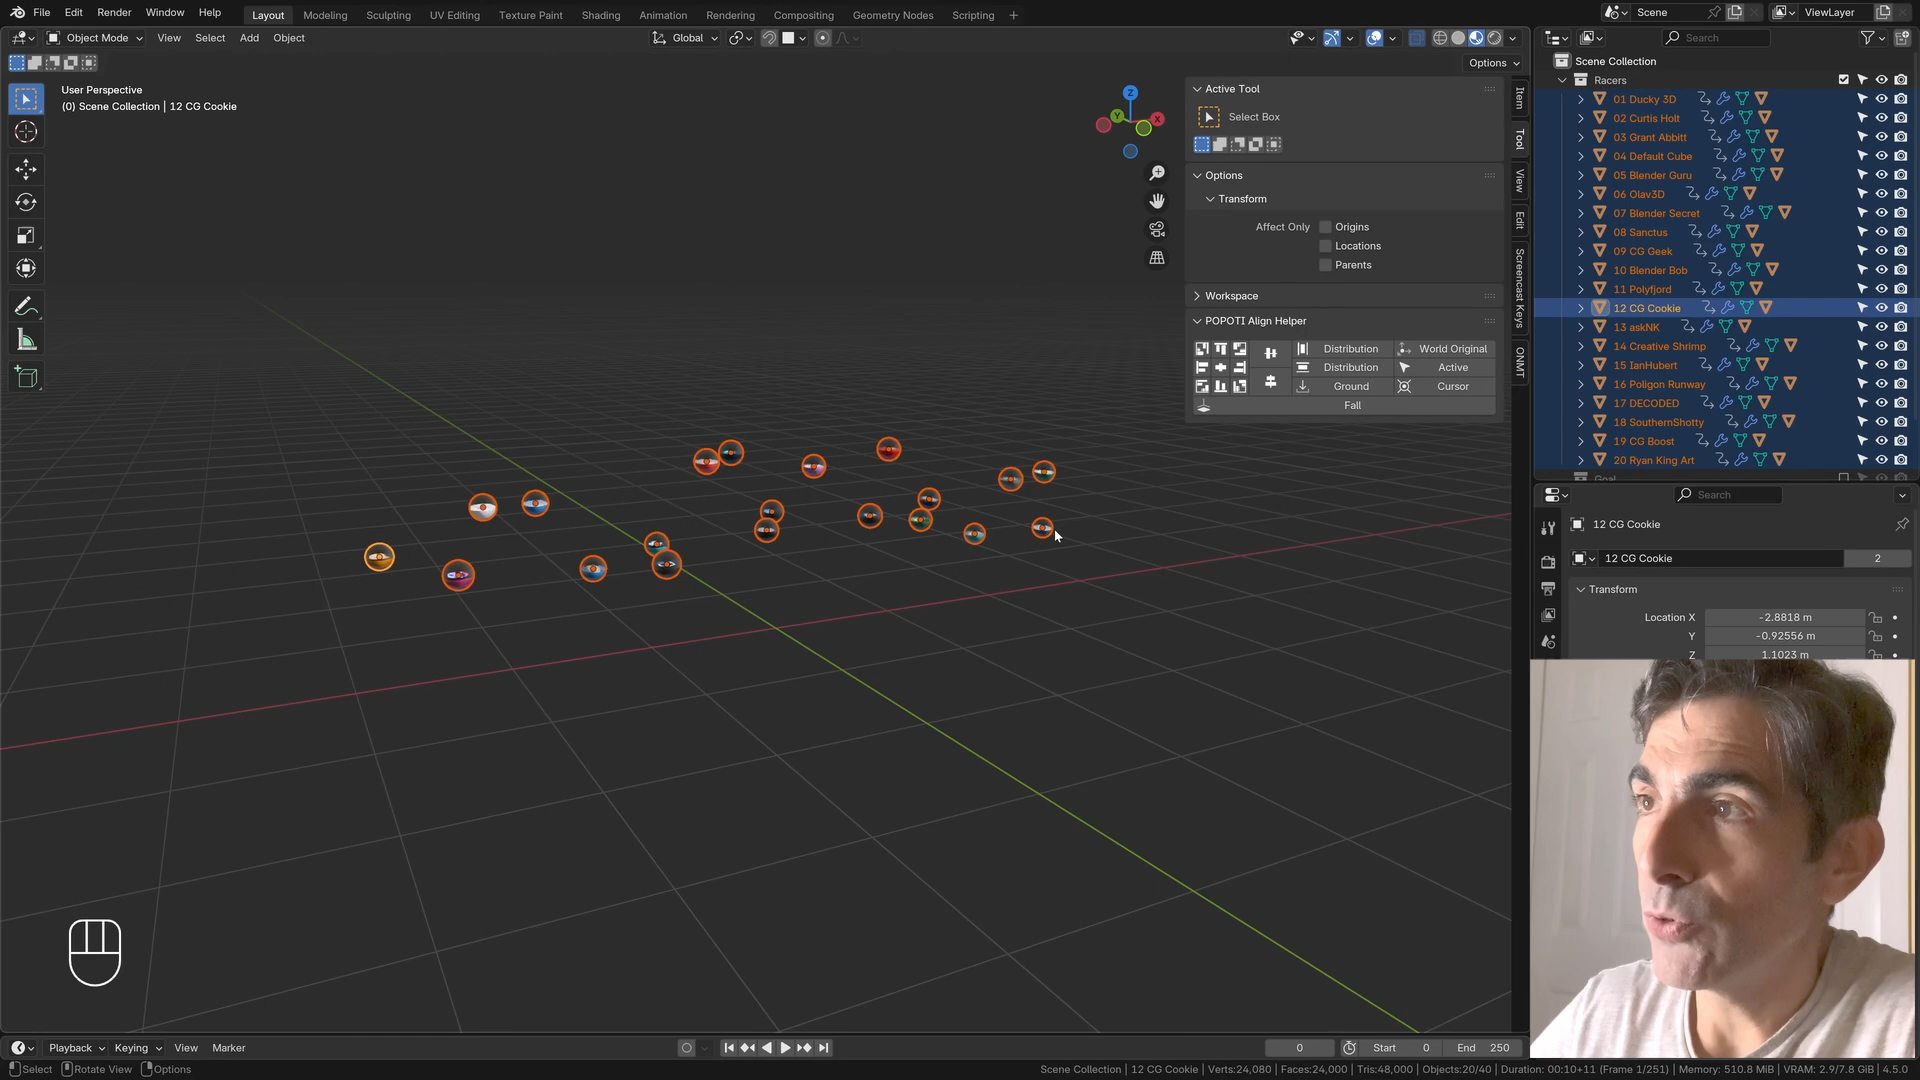 File Edit Render Window Help Layout Modeling Sculpting UV Editing Texture Paint Shading Animation Rendering Compositing Geometry Nodes Scripting + Scene ViewLayer
Object Mode View Select Add Object Global Search
Options
User Perspective
(0) Scene Collection | 12 CG Cookie
Z
Y
X
Active Tool
Select Box
Options
Transform
Affect Only Origins
Locations
Parents
Workspace
POPOTI Align Helper
Distribution World Original
Distribution Active
Ground Cursor
Fall
Item
Tool
View
Edit
Screencast Keys
ONMT
Scene Collection
Racers
01 Ducky 3D
02 Curtis Holt
03 Grant Abbitt
04 Default Cube
05 Blender Guru
06 Olav3D
07 Blender Secret
08 Sanctus
09 CG Geek
10 Blender Bob
11 Polyfjord
12 CG Cookie
13 askNK
14 Creative Shrimp
15 IanHubert
16 Poligon Runway
17 DECODED
18 SouthernShotty
19 CG Boost
20 Ryan King Art
Goal
Search
12 CG Cookie
12 CG Cookie 2
Transform
Location X -2.8818 m
Y -0.92556 m
Z 1.1023 m
Playback Keying View Marker 0 Start 0 End 250
Select Rotate View Options Scene Collection | 12 CG Cookie | Verts:24,080 | Faces:24,000 | Tris:48,000 | Objects:20/40 | Duration: 00:10+11 (Frame 1/251) | Memory: 510.8 MiB | VRAM: 2.9/7.8 GiB | 4.5.0